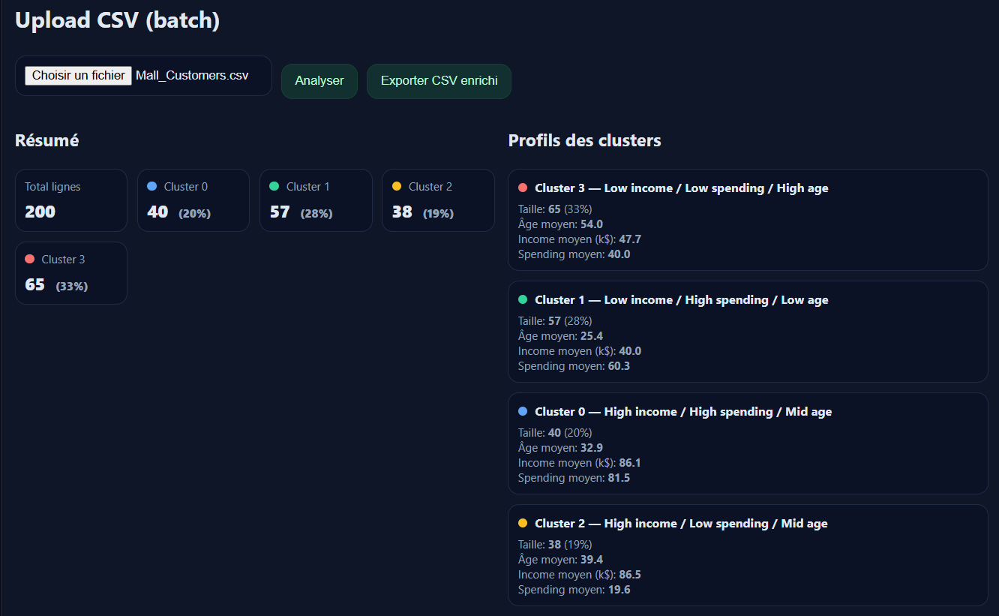 Upload CSV (batch)
Choisir un fichier Mall_Customers.csv
Analyser
Exporter CSV enrichi
Résumé
Total lignes
200
Cluster 0
40 (20%)
Cluster 1
57 (28%)
Cluster 2
38 (19%)
Cluster 3
65 (33%)
Profils des clusters
Cluster 3 — Low income / Low spending / High age
Taille: 65 (33%)
Âge moyen: 54.0
Income moyen (k$): 47.7
Spending moyen: 40.0
Cluster 1 — Low income / High spending / Low age
Taille: 57 (28%)
Âge moyen: 25.4
Income moyen (k$): 40.0
Spending moyen: 60.3
Cluster 0 — High income / High spending / Mid age
Taille: 40 (20%)
Âge moyen: 32.9
Income moyen (k$): 86.1
Spending moyen: 81.5
Cluster 2 — High income / Low spending / Mid age
Taille: 38 (19%)
Âge moyen: 39.4
Income moyen (k$): 86.5
Spending moyen: 19.6